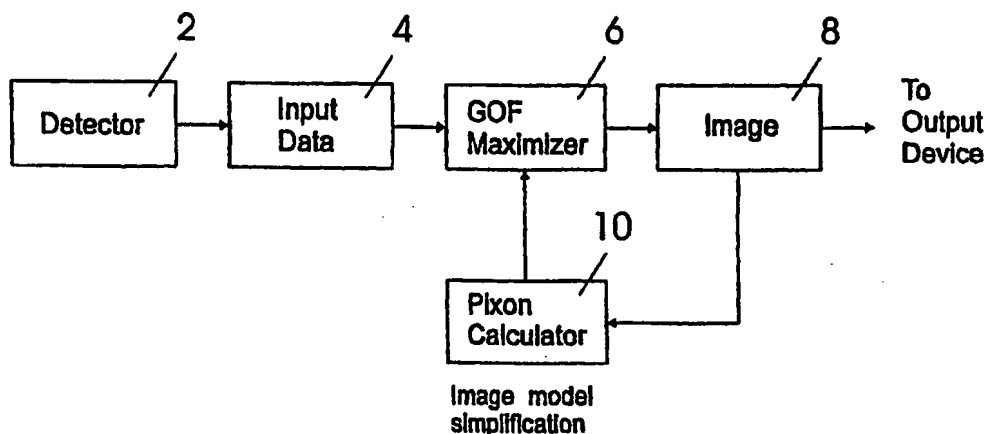 2
4
6
8
Detector
Input
Data
GOF
Maximizer
Image
To
Output
Device
10
Pixon
Calculator
Image model
simplification